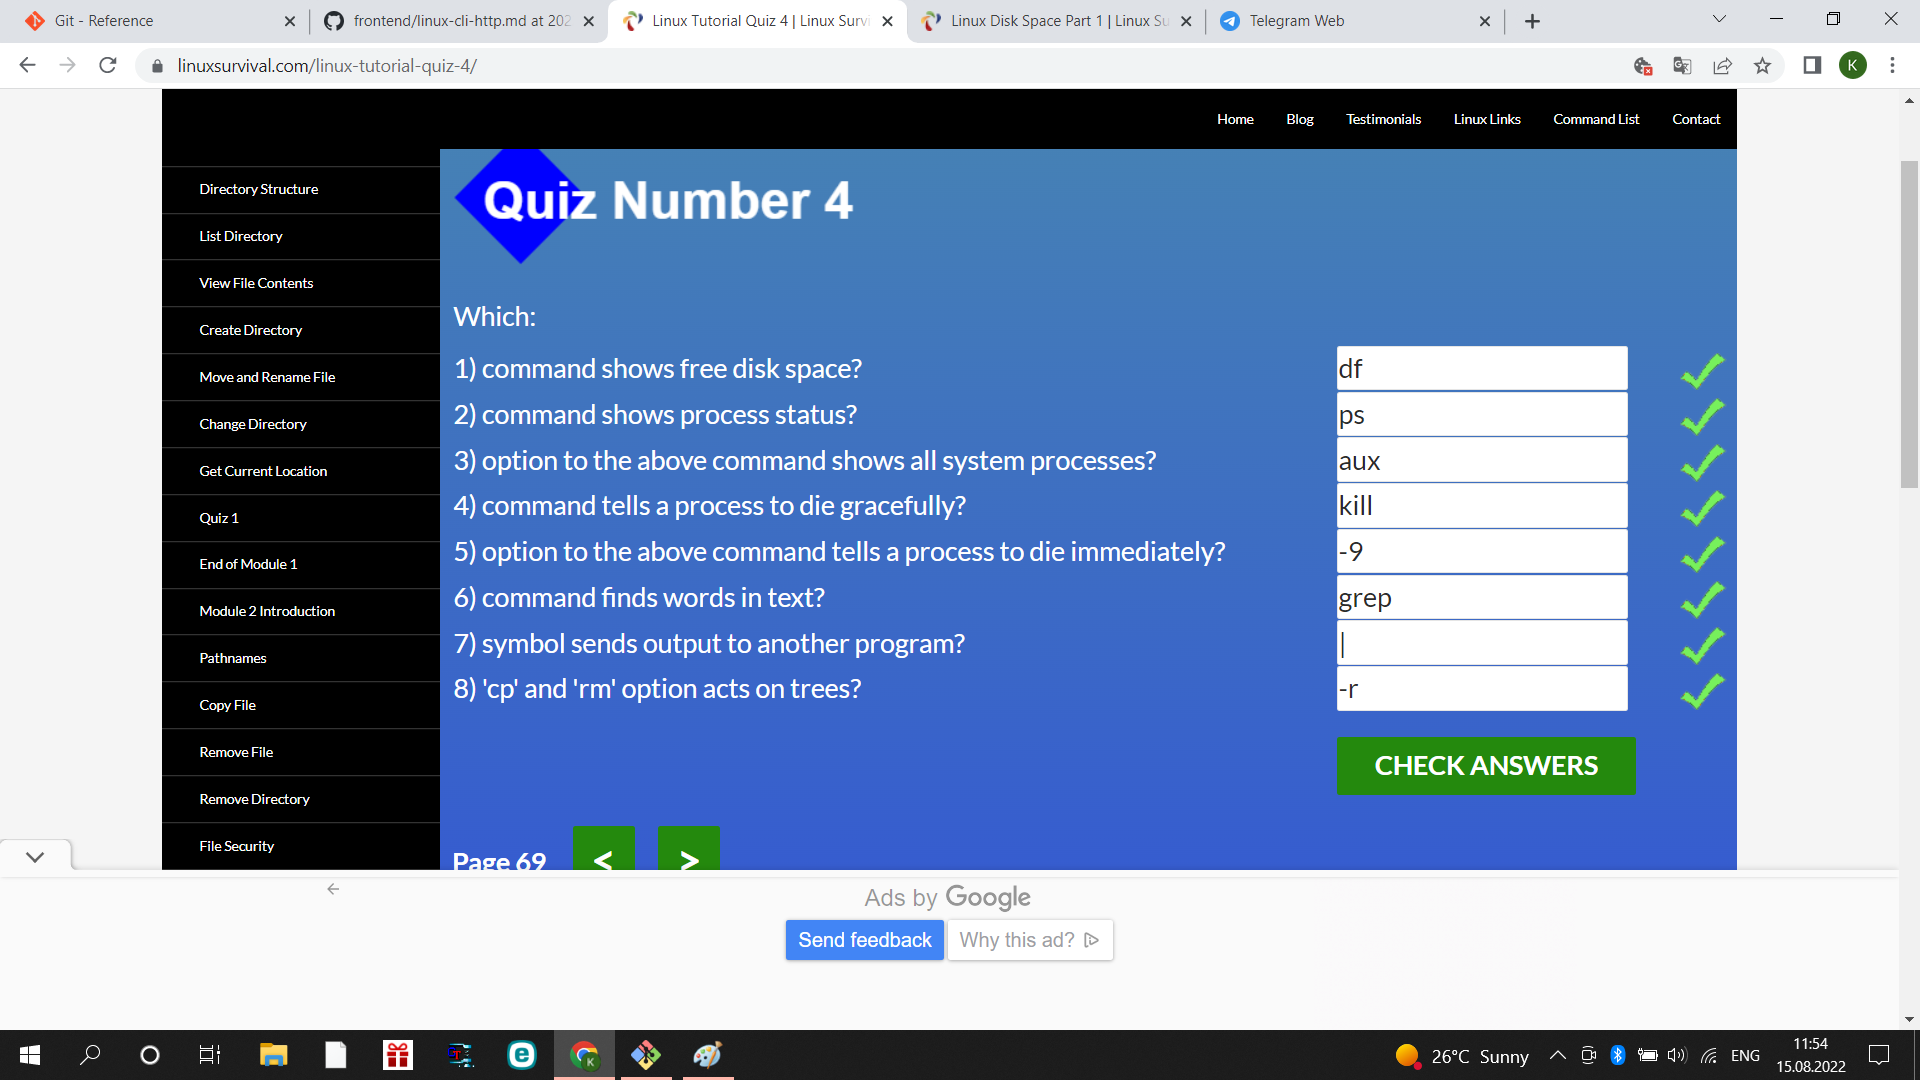 Git - Reference
frontend/linux-cli-http.md at 202
Linux Tutorial Quiz 4 | Linux Survi
Linux Disk Space Part 1 | Linux Su
Telegram Web
linuxsurvival.com/linux-tutorial-quiz-4/
K
Home Blog Testimonials Linux Links Command List Contact
Directory Structure
List Directory
View File Contents
Create Directory
Move and Rename File
Change Directory
Get Current Location
Quiz 1
End of Module 1
Module 2 Introduction
Pathnames
Copy File
Remove File
Remove Directory
File Security
Quiz Number 4
Which:
1) command shows free disk space? df
2) command shows process status? ps
3) option to the above command shows all system processes? aux
4) command tells a process to die gracefully? kill
5) option to the above command tells a process to die immediately? -9
6) command finds words in text? grep
7) symbol sends output to another program? |
8) 'cp' and 'rm' option acts on trees? -r
CHECK ANSWERS
Page 69 < >
Ads by Google
Send feedback Why this ad?
26°C Sunny
ENG
11:54
15.08.2022